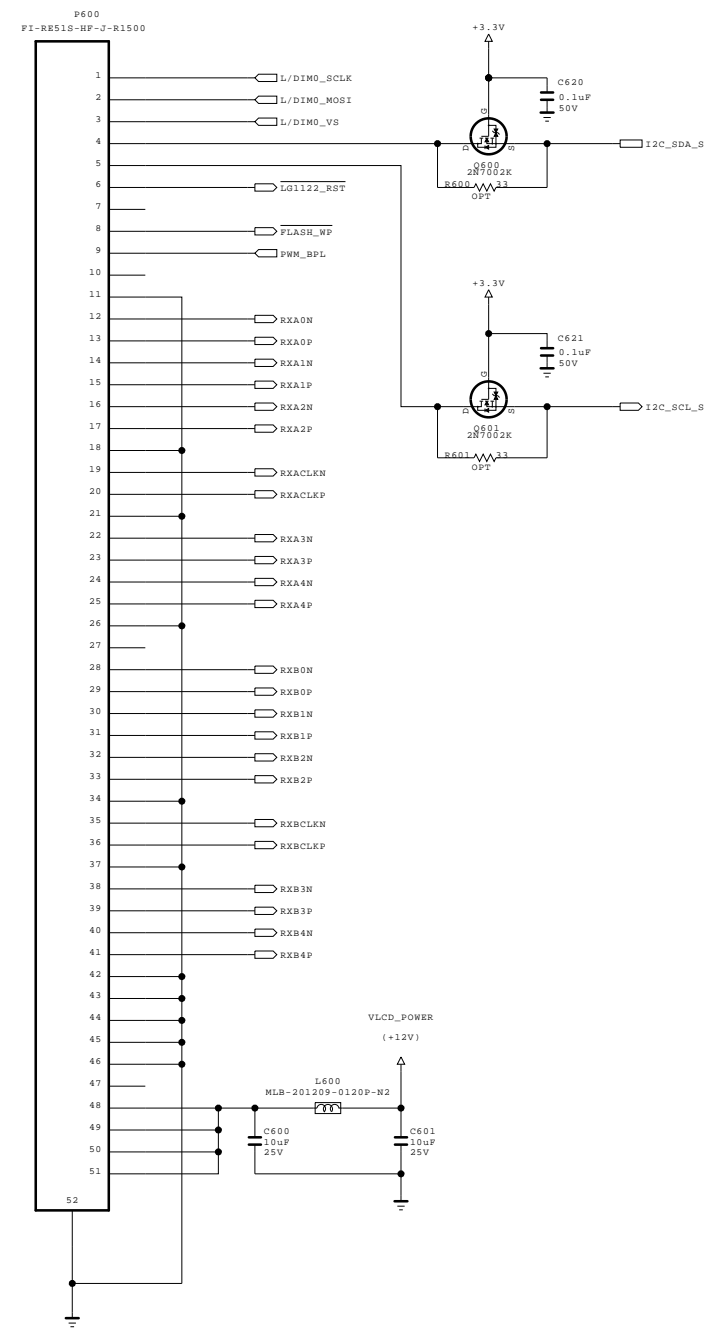 P600
FI-RE51S-HF-J-R1500
1 L/DIM0_SCLK
2 L/DIM0_MOSI
3 L/DIM0_VS
4
5
6 LG1122_RST
7
8 FLASH_WP
9 PWM_BPL
10
11
12 RXA0N
13 RXA0P
14 RXA1N
15 RXA1P
16 RXA2N
17 RXA2P
18
19 RXACLKN
20 RXACLKP
21
22 RXA3N
23 RXA3P
24 RXA4N
25 RXA4P
26
27
28 RXB0N
29 RXB0P
30 RXB1N
31 RXB1P
32 RXB2N
33 RXB2P
34
35 RXBCLKN
36 RXBCLKP
37
38 RXB3N
39 RXB3P
40 RXB4N
41 RXB4P
42
43
44
45
46
47
48
49
50
51
52
+3.3V
C620
0.1uF
50V
G
D
S
I2C_SDA_S
Q600
2N7002K
R600 33
OPT
+3.3V
C621
0.1uF
50V
G
D
S
I2C_SCL_S
Q601
2N7002K
R601 33
OPT
VLCD_POWER
(+12V)
L600
MLB-201209-0120P-N2
C600
10uF
25V
C601
10uF
25V